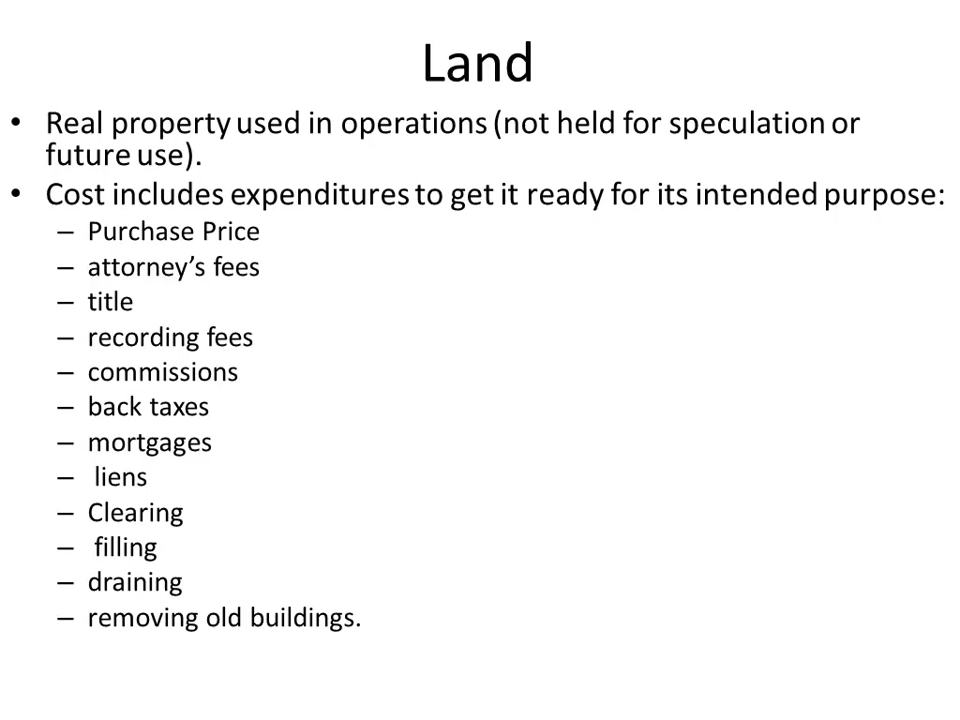 Land
• Real property used in operations (not held for speculation or
future use).
• Cost includes expenditures to get it ready for its intended purpose:
– Purchase Price
– attorney’s fees
– title
– recording fees
– commissions
– back taxes
– mortgages
– liens
– Clearing
– filling
– draining
– removing old buildings.